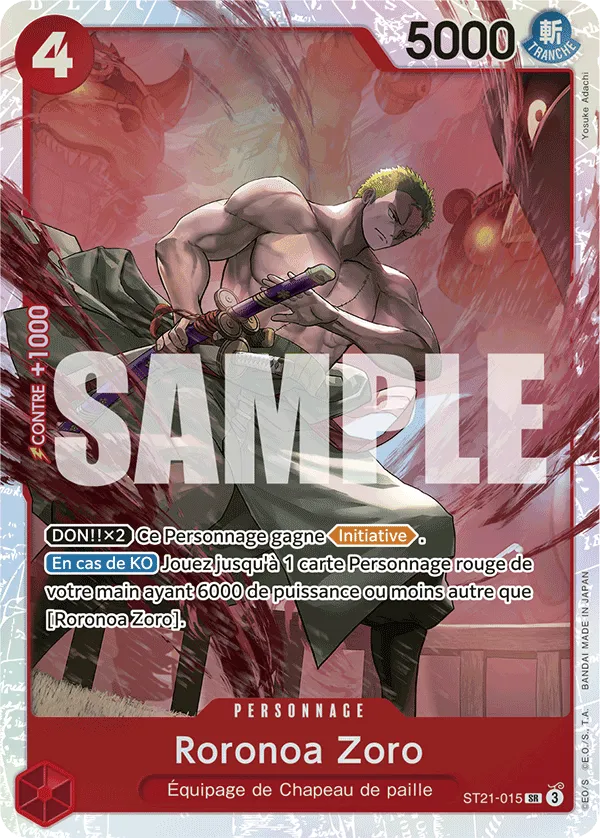 4
5000
斬
TRANCHE
Yosuke Adachi
CONTRE +1000
SAMPLE
DON!!×2 Ce Personnage gagne Initiative .
En cas de KO Jouez jusqu'à 1 carte Personnage rouge de
votre main ayant 6000 de puissance ou moins autre que
[Roronoa Zoro].
PERSONNAGE
Roronoa Zoro
Équipage de Chapeau de paille
ST21-015 SR 3
©E.O./S, ©E.O./S., T.A. BANDAI MADE IN JAPAN